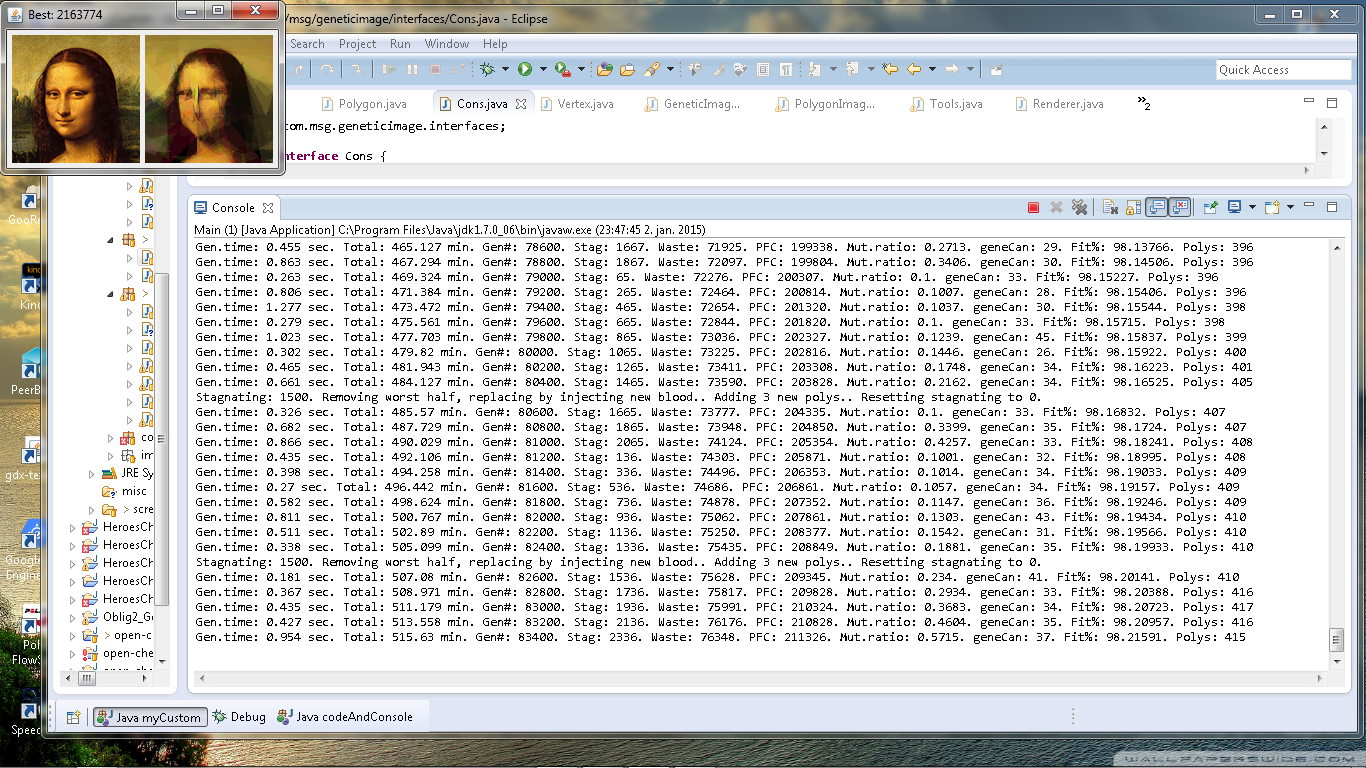 Best: 2163774
/msg/geneticimage/interfaces/Cons.java - Eclipse
Search Project Run Window Help
Quick Access
Polygon.java Cons.java Vertex.java GeneticImag... PolygonImag... Tools.java Renderer.java »2
om.msg.geneticimage.interfaces;
nterface Cons {
Console
Main (1) [Java Application] C:\Program Files\Java\jdk1.7.0_06\bin\javaw.exe (23:47:45 2. jan. 2015)
Gen.time: 0.455 sec. Total: 465.127 min. Gen#: 78600. Stag: 1667. Waste: 71925. PFC: 199338. Mut.ratio: 0.2713. geneCan: 29. Fit%: 98.13766. Polys: 396
Gen.time: 0.863 sec. Total: 467.294 min. Gen#: 78800. Stag: 1867. Waste: 72097. PFC: 199804. Mut.ratio: 0.3406. geneCan: 30. Fit%: 98.14506. Polys: 396
Gen.time: 0.263 sec. Total: 469.324 min. Gen#: 79000. Stag: 65. Waste: 72276. PFC: 200307. Mut.ratio: 0.1. geneCan: 33. Fit%: 98.15227. Polys: 396
Gen.time: 0.806 sec. Total: 471.384 min. Gen#: 79200. Stag: 265. Waste: 72464. PFC: 200814. Mut.ratio: 0.1007. geneCan: 28. Fit%: 98.15406. Polys: 396
Gen.time: 1.277 sec. Total: 473.472 min. Gen#: 79400. Stag: 465. Waste: 72654. PFC: 201320. Mut.ratio: 0.1037. geneCan: 30. Fit%: 98.15544. Polys: 398
Gen.time: 0.279 sec. Total: 475.561 min. Gen#: 79600. Stag: 665. Waste: 72844. PFC: 201820. Mut.ratio: 0.1. geneCan: 33. Fit%: 98.15715. Polys: 398
Gen.time: 1.023 sec. Total: 477.703 min. Gen#: 79800. Stag: 865. Waste: 73036. PFC: 202327. Mut.ratio: 0.1239. geneCan: 45. Fit%: 98.15837. Polys: 399
Gen.time: 0.302 sec. Total: 479.82 min. Gen#: 80000. Stag: 1065. Waste: 73225. PFC: 202816. Mut.ratio: 0.1446. geneCan: 26. Fit%: 98.15922. Polys: 400
Gen.time: 0.465 sec. Total: 481.943 min. Gen#: 80200. Stag: 1265. Waste: 73411. PFC: 203308. Mut.ratio: 0.1748. geneCan: 34. Fit%: 98.16223. Polys: 401
Gen.time: 0.661 sec. Total: 484.127 min. Gen#: 80400. Stag: 1465. Waste: 73590. PFC: 203828. Mut.ratio: 0.2162. geneCan: 34. Fit%: 98.16525. Polys: 405
Stagnating: 1500. Removing worst half, replacing by injecting new blood.. Adding 3 new polys.. Resetting stagnating to 0.
Gen.time: 0.326 sec. Total: 485.57 min. Gen#: 80600. Stag: 1665. Waste: 73777. PFC: 204335. Mut.ratio: 0.1. geneCan: 33. Fit%: 98.16832. Polys: 407
Gen.time: 0.682 sec. Total: 487.729 min. Gen#: 80800. Stag: 1865. Waste: 73948. PFC: 204850. Mut.ratio: 0.3399. geneCan: 35. Fit%: 98.1724. Polys: 407
Gen.time: 0.866 sec. Total: 490.029 min. Gen#: 81000. Stag: 2065. Waste: 74124. PFC: 205354. Mut.ratio: 0.4257. geneCan: 33. Fit%: 98.18241. Polys: 408
Gen.time: 0.435 sec. Total: 492.106 min. Gen#: 81200. Stag: 136. Waste: 74303. PFC: 205871. Mut.ratio: 0.1001. geneCan: 32. Fit%: 98.18995. Polys: 408
Gen.time: 0.398 sec. Total: 494.258 min. Gen#: 81400. Stag: 336. Waste: 74496. PFC: 206353. Mut.ratio: 0.1014. geneCan: 34. Fit%: 98.19033. Polys: 409
Gen.time: 0.27 sec. Total: 496.442 min. Gen#: 81600. Stag: 536. Waste: 74686. PFC: 206861. Mut.ratio: 0.1057. geneCan: 34. Fit%: 98.19157. Polys: 409
Gen.time: 0.582 sec. Total: 498.624 min. Gen#: 81800. Stag: 736. Waste: 74878. PFC: 207352. Mut.ratio: 0.1147. geneCan: 36. Fit%: 98.19246. Polys: 409
Gen.time: 0.811 sec. Total: 500.767 min. Gen#: 82000. Stag: 936. Waste: 75062. PFC: 207861. Mut.ratio: 0.1303. geneCan: 43. Fit%: 98.19434. Polys: 410
Gen.time: 0.511 sec. Total: 502.89 min. Gen#: 82200. Stag: 1136. Waste: 75250. PFC: 208377. Mut.ratio: 0.1542. geneCan: 31. Fit%: 98.19566. Polys: 410
Gen.time: 0.338 sec. Total: 505.099 min. Gen#: 82400. Stag: 1336. Waste: 75435. PFC: 208849. Mut.ratio: 0.1881. geneCan: 35. Fit%: 98.19933. Polys: 410
Stagnating: 1500. Removing worst half, replacing by injecting new blood.. Adding 3 new polys.. Resetting stagnating to 0.
Gen.time: 0.181 sec. Total: 507.08 min. Gen#: 82600. Stag: 1536. Waste: 75628. PFC: 209345. Mut.ratio: 0.234. geneCan: 41. Fit%: 98.20141. Polys: 410
Gen.time: 0.367 sec. Total: 508.971 min. Gen#: 82800. Stag: 1736. Waste: 75817. PFC: 209828. Mut.ratio: 0.2934. geneCan: 33. Fit%: 98.20388. Polys: 416
Gen.time: 0.435 sec. Total: 511.179 min. Gen#: 83000. Stag: 1936. Waste: 75991. PFC: 210324. Mut.ratio: 0.3683. geneCan: 34. Fit%: 98.20723. Polys: 417
Gen.time: 0.427 sec. Total: 513.558 min. Gen#: 83200. Stag: 2136. Waste: 76176. PFC: 210828. Mut.ratio: 0.4604. geneCan: 35. Fit%: 98.20957. Polys: 416
Gen.time: 0.954 sec. Total: 515.63 min. Gen#: 83400. Stag: 2336. Waste: 76348. PFC: 211326. Mut.ratio: 0.5715. geneCan: 37. Fit%: 98.21591. Polys: 415
GooRe
Kin
PeerB
gdx-te
Google
Engine
Pol
FlowS
Speed
>
>
co
im
JRE Sy
misc
> scre
HeroesCh
HeroesCh
HeroesCh
HeroesCh
HeroesCh
Oblig2_Ge
> open-c
open-che
open-che
Java myCustom Debug Java codeAndConsole
WALLPAPERSWIDE.COM